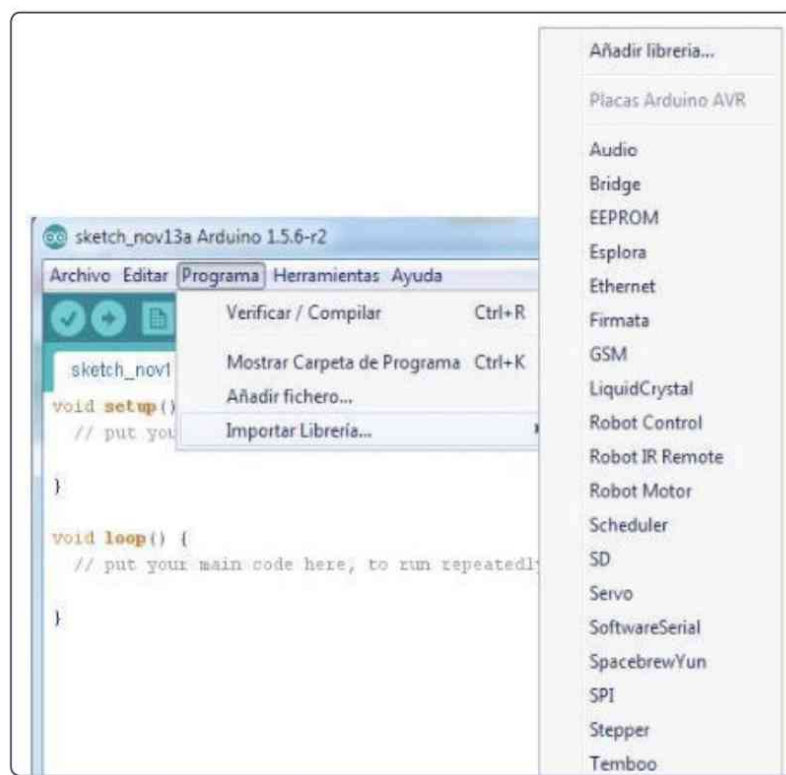 Añadir libreria...
Placas Arduino AVR
Audio
Bridge
EEPROM
Esplora
Ethernet
Firmata
GSM
LiquidCrystal
Robot Control
Robot IR Remote
Robot Motor
Scheduler
SD
Servo
SoftwareSerial
SpacebrewYun
SPI
Stepper
Temboo
sketch_nov13a Arduino 1.5.6-r2
Archivo Editar Programa Herramientas Ayuda
Verificar / Compilar Ctrl+R
Mostrar Carpeta de Programa Ctrl+K
Añadir fichero...
Importar Librería...
sketch_nov1
void setup()
// put you
}
void loop() {
// put your main code here, to run repeatedly
}